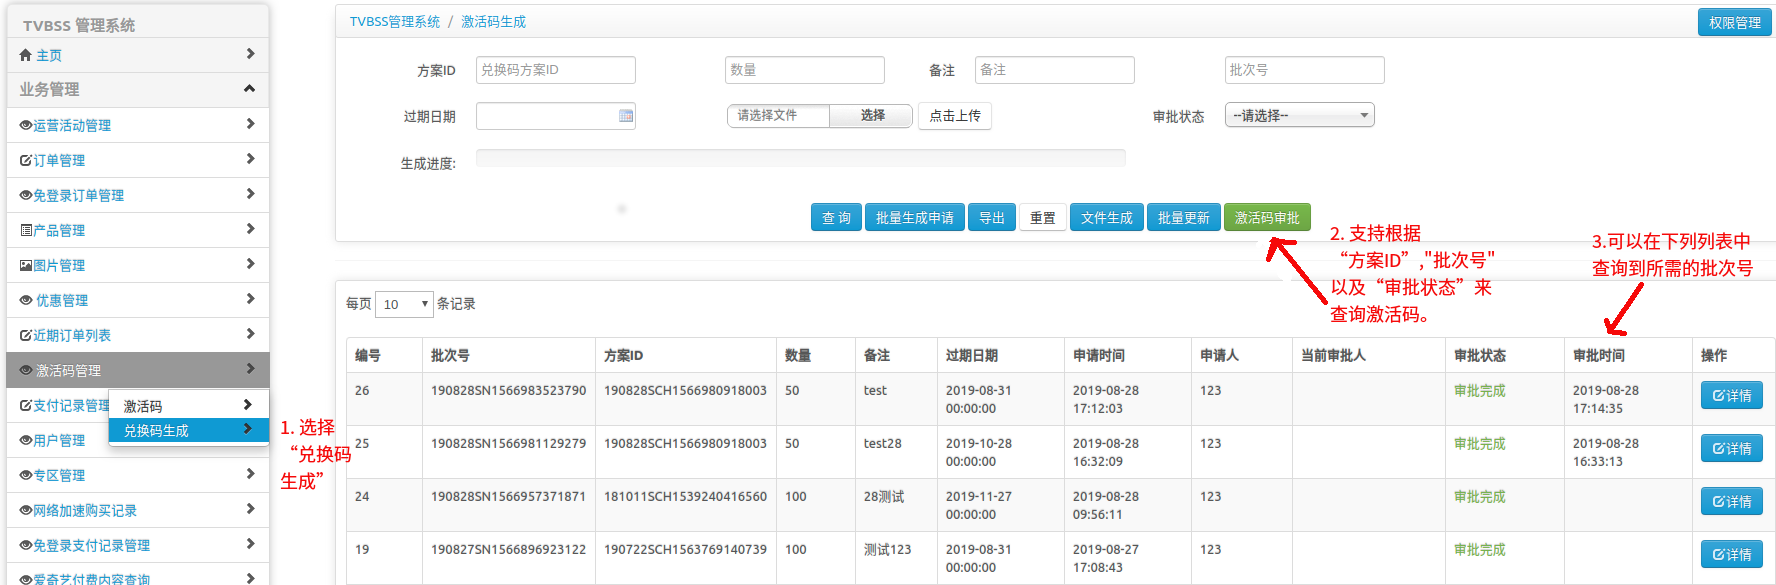 TVBSS 管理系统
主页
业务管理
运营活动管理
订单管理
免登录订单管理
产品管理
图片管理
优惠管理
近期订单列表
激活码管理
支付记录管理
激活码
兑换码生成
用户管理
专区管理
网络加速购买记录
免登录支付记录管理
爱奇艺付费内容查询
1. 选择
“兑换码
生成”
TVBSS管理系统 / 激活码生成
权限管理
方案ID 兑换码方案ID 数量 备注 备注 批次号
过期日期 请选择文件 选择 点击上传 审批状态 --请选择--
生成进度:
查 询 批量生成申请 导出 重置 文件生成 批量更新 激活码审批
2. 支持根据
“方案ID”,"批次号"
以及“审批状态”来
查询激活码。
3.可以在下列列表中
查询到所需的批次号
每页 10 条记录
编号 批次号 方案ID 数量 备注 过期日期 申请时间 申请人 当前审批人 审批状态 审批时间 操作
26 190828SN1566983523790 190828SCH1566980918003 50 test 2019-08-31 2019-08-28 123 审批完成 2019-08-28 详情
00:00:00 17:12:03 17:14:35
25 190828SN1566981129279 190828SCH1566980918003 50 test28 2019-10-28 2019-08-28 123 审批完成 2019-08-28 详情
00:00:00 16:32:09 16:33:13
24 190828SN1566957371871 181011SCH1539240416560 100 28测试 2019-11-27 2019-08-28 123 审批完成 详情
00:00:00 09:56:11
19 190827SN1566896923122 190722SCH1563769140739 100 测试123 2019-08-31 2019-08-27 123 审批完成 详情
00:00:00 17:08:43